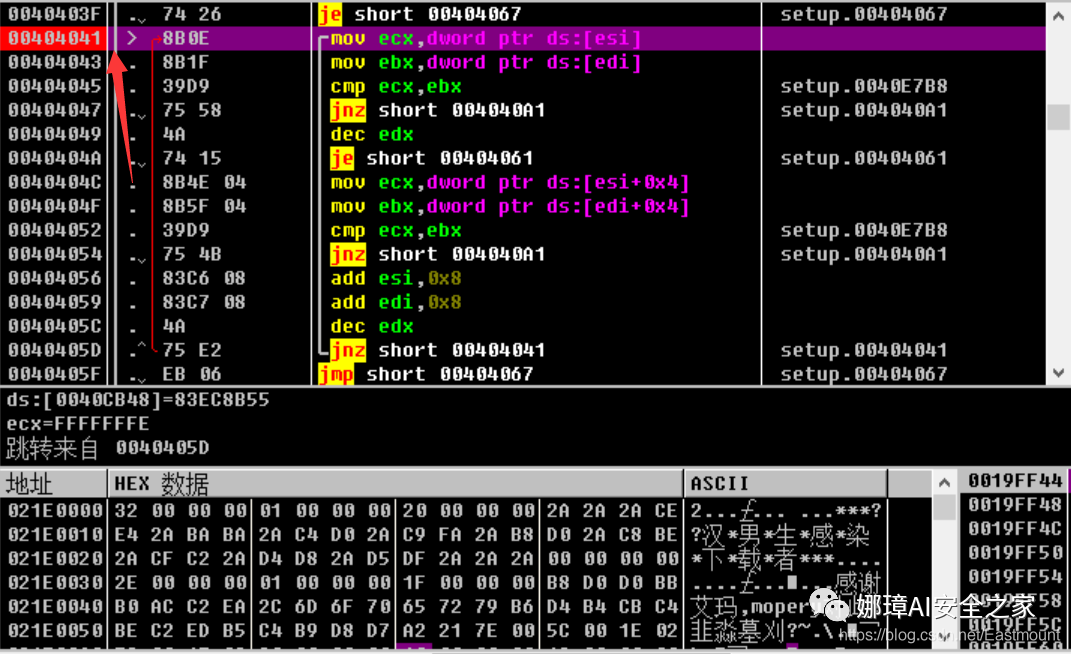 0040403F . 74 26 je short 00404067 setup.00404067
00404041 > 8B0E mov ecx,dword ptr ds:[esi]
00404043 . 8B1F mov ebx,dword ptr ds:[edi]
00404045 . 39D9 cmp ecx,ebx setup.0040E7B8
00404047 . 75 58 jnz short 004040A1 setup.004040A1
00404049 . 4A dec edx
0040404A . 74 15 je short 00404061 setup.00404061
0040404C . 8B4E 04 mov ecx,dword ptr ds:[esi+0x4]
0040404F . 8B5F 04 mov ebx,dword ptr ds:[edi+0x4]
00404052 . 39D9 cmp ecx,ebx setup.0040E7B8
00404054 . 75 4B jnz short 004040A1 setup.004040A1
00404056 . 83C6 08 add esi,0x8
00404059 . 83C7 08 add edi,0x8
0040405C . 4A dec edx
0040405D .^ 75 E2 jnz short 00404041 setup.00404041
0040405F . EB 06 jmp short 00404067 setup.00404067
ds:[0040CB48]=83EC8B55
ecx=FFFFFFFE
跳转来自 0040405D
地址 HEX 数据 ASCII 0019FF44
021E0000 32 00 00 00 01 00 00 00 20 00 00 00 2A 2A 2A CE 2...£... ...***? 0019FF48
021E0010 E4 2A BA BA 2A C4 D0 2A C9 FA 2A B8 D0 2A C8 BE ?汉*男*生*感*染 0019FF4C
021E0020 2A CF C2 2A D4 D8 2A D5 DF 2A 2A 2A 00 00 00 00 *下*载*者***.... 0019FF50
021E0030 2E 00 00 00 01 00 00 00 1F 00 00 00 B8 D0 D0 BB ....£... ...感谢 0019FF54
021E0040 B0 AC C2 EA 2C 6D 6F 70 65 72 79 B6 D4 B4 CB C4 艾玛,mopery
021E0050 BE C2 ED B5 C4 B9 D8 D7 A2 21 7E 00 5C 00 1E 02 韭淼墓刈?~.\. 0019FF5C
娜璋AI安全之家
https://blog.csdn.net/Eastmount